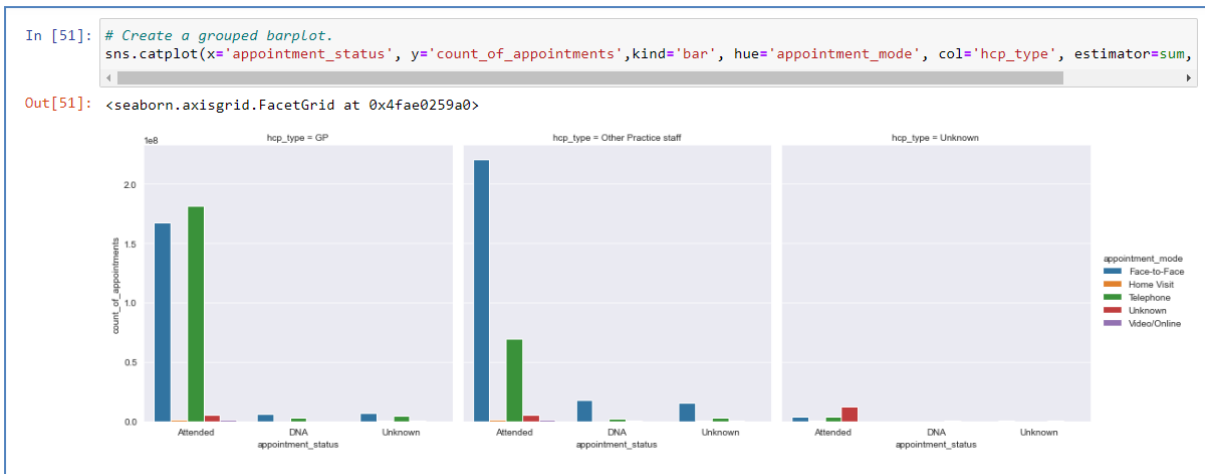 In [51]: # Create a grouped barplot.
sns.catplot(x='appointment_status', y='count_of_appointments',kind='bar', hue='appointment_mode', col='hcp_type', estimator=sum,
Out[51]: <seaborn.axisgrid.FacetGrid at 0x4fae0259a0>
1e8
hcp_type = GP
hcp_type = Other Practice staff
hcp_type = Unknown
2.0
1.5
1.0
0.5
0.0
count_of_appointments
Attended DNA Unknown
appointment_status
Attended DNA Unknown
appointment_status
Attended DNA Unknown
appointment_status
appointment_mode
Face-to-Face
Home Visit
Telephone
Unknown
Video/Online